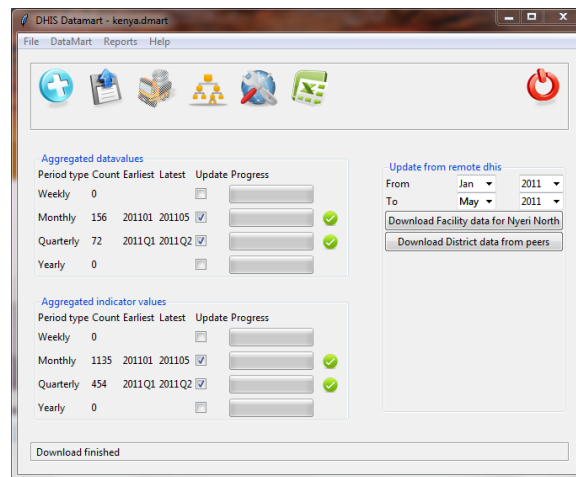 DHIS Datamart - kenya.dmart
File DataMart Reports Help
Aggregated datavalues
Period type Count Earliest Latest Update Progress
Weekly 0
Monthly 156 201101 201105
Quarterly 72 2011Q1 2011Q2
Yearly 0
Aggregated indicator values
Period type Count Earliest Latest Update Progress
Weekly 0
Monthly 1135 201101 201105
Quarterly 454 2011Q1 2011Q2
Yearly 0
Update from remote dhis
From Jan 2011
To May 2011
Download Facility data for Nyeri North
Download District data from peers
Download finished